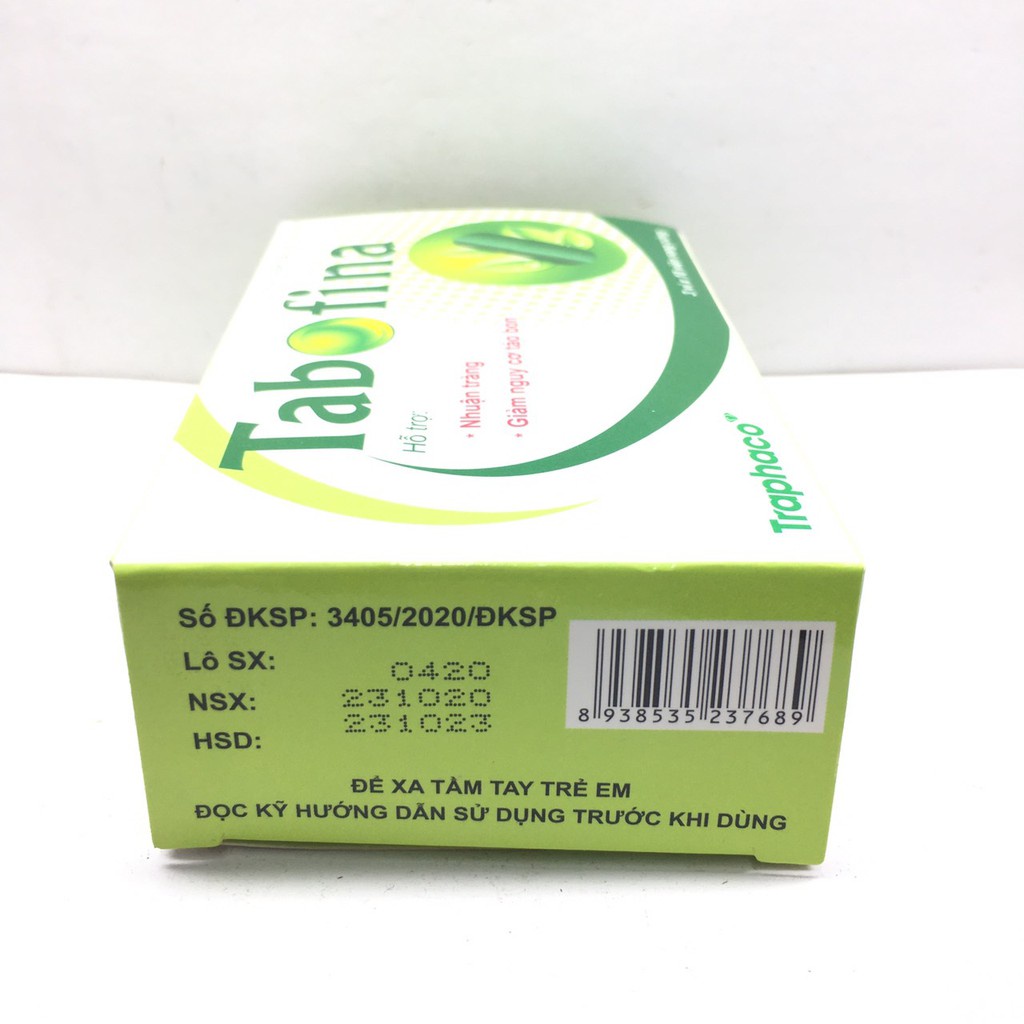 Tabofina
Hỗ trợ:
* Nhuận tràng
* Giảm nguy cơ táo bón
Traphaco
Số ĐKSP: 3405/2020/ĐKSP
Lô SX: 0420
NSX: 231020
HSD: 231023
8 938535 237689
ĐỂ XA TẦM TAY TRẺ EM
ĐỌC KỸ HƯỚNG DẪN SỬ DỤNG TRƯỚC KHI DÙNG